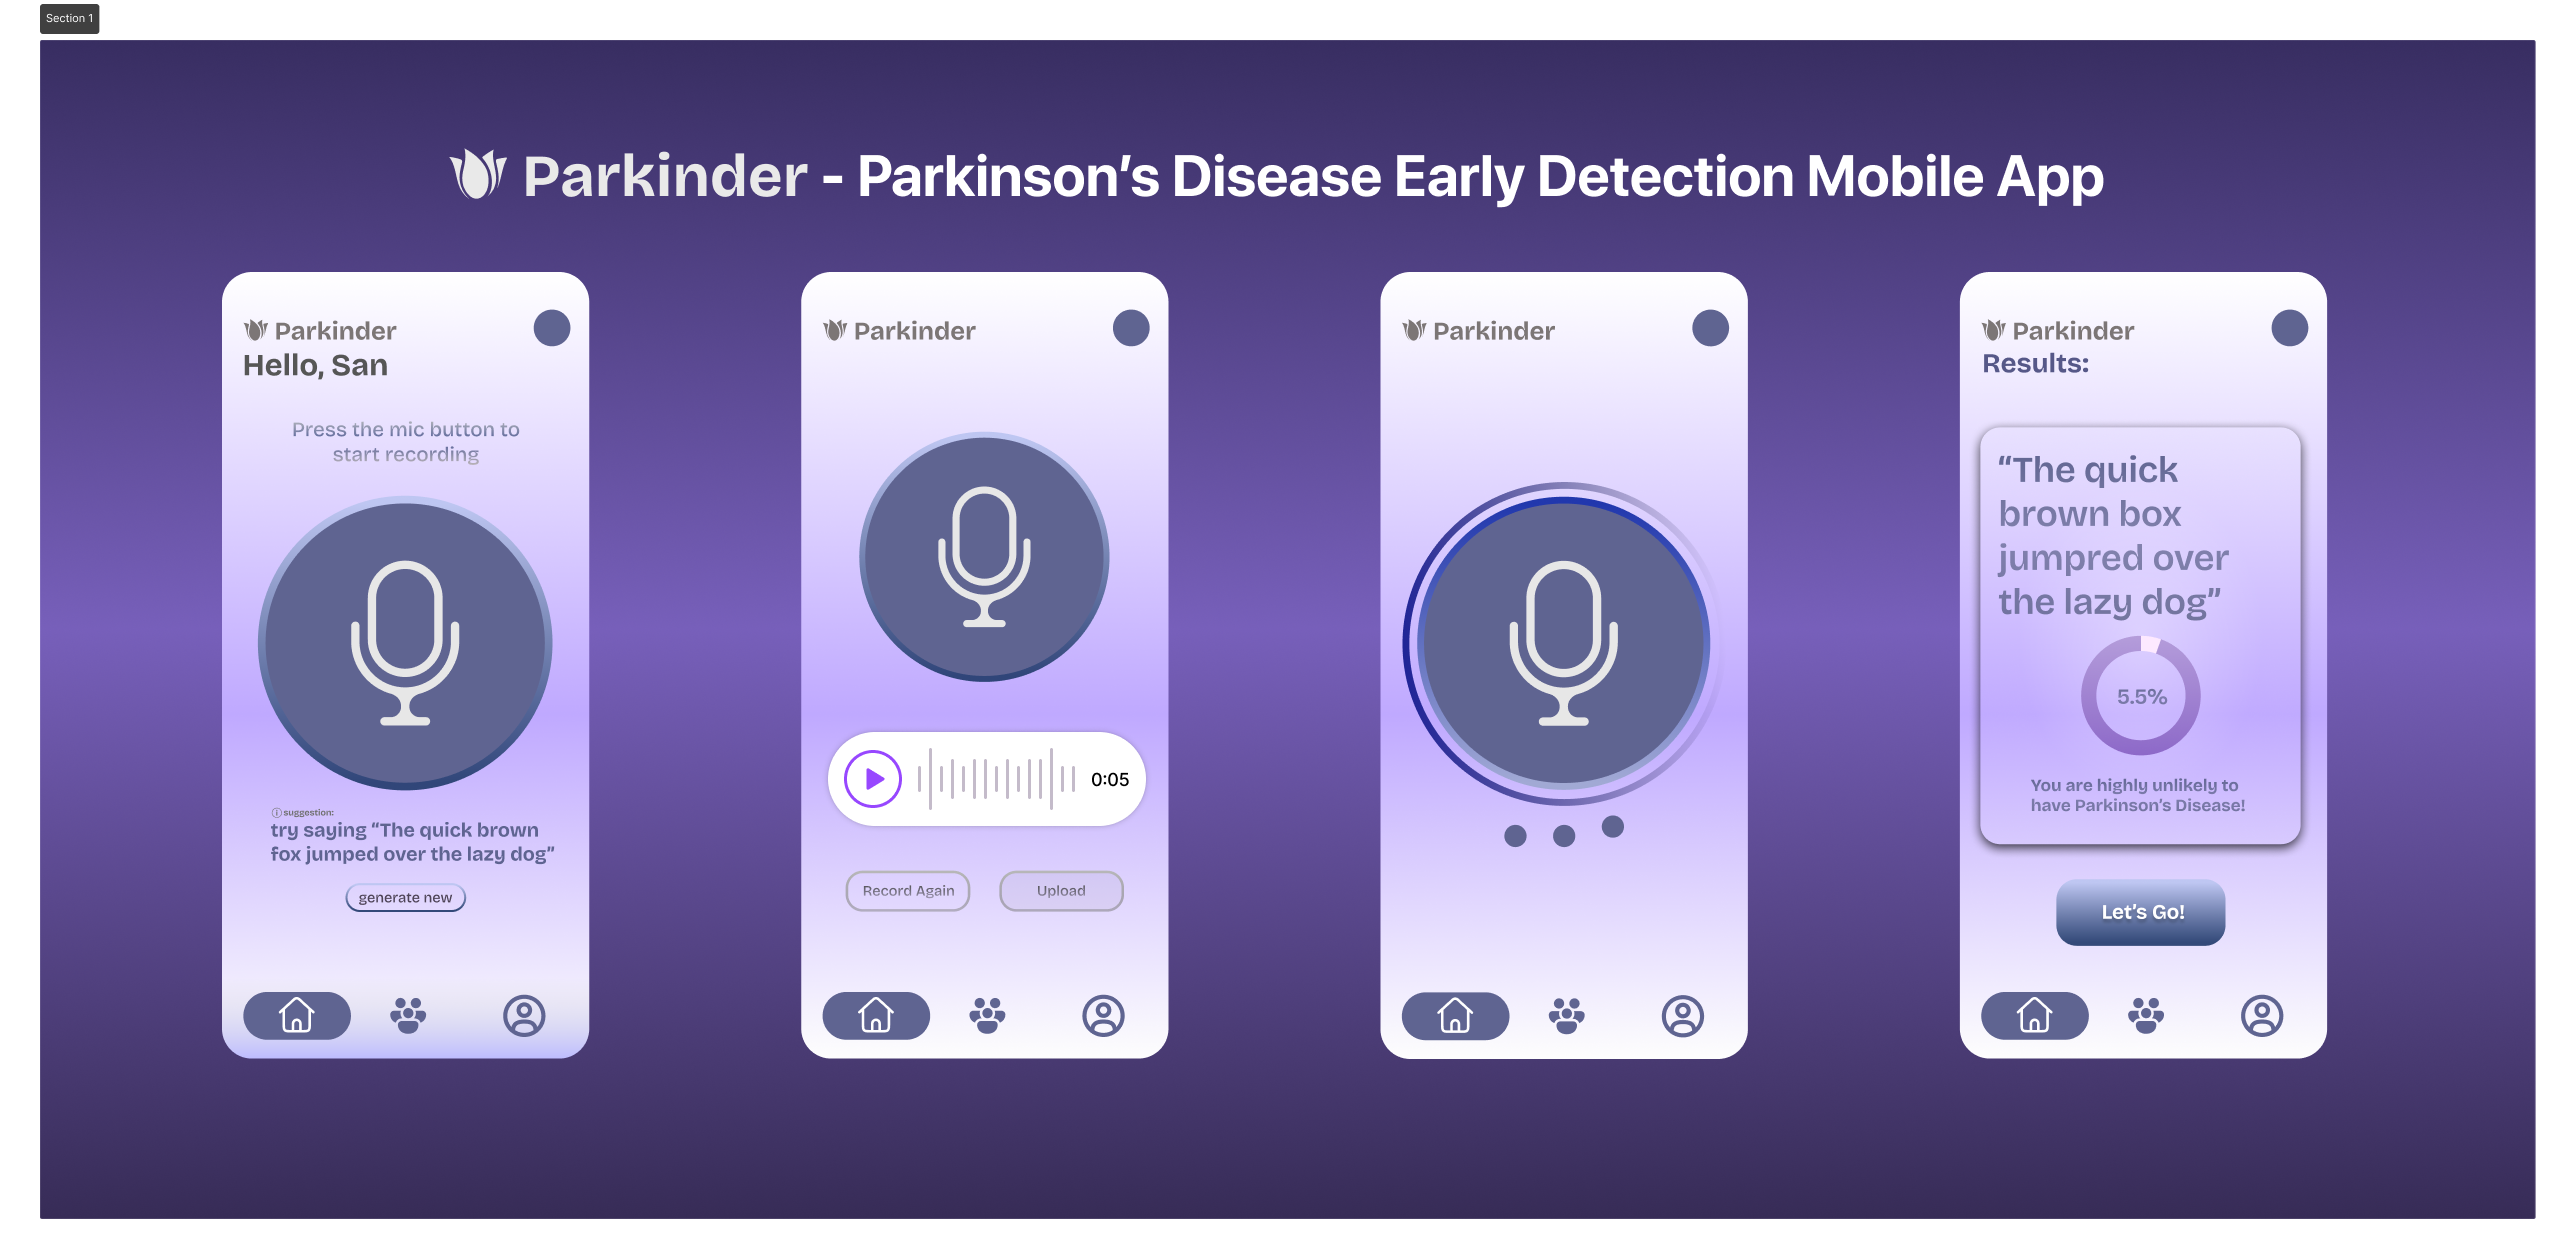 Section 1
Parkinder - Parkinson’s Disease Early Detection Mobile App
Parkinder
Hello, San
Press the mic button to
start recording
suggestion:
try saying “The quick brown
fox jumped over the lazy dog”
generate new
Parkinder
0:05
Record Again
Upload
Parkinder
Parkinder
Results:
“The quick
brown box
jumpred over
the lazy dog”
5.5%
You are highly unlikely to
have Parkinson’s Disease!
Let’s Go!